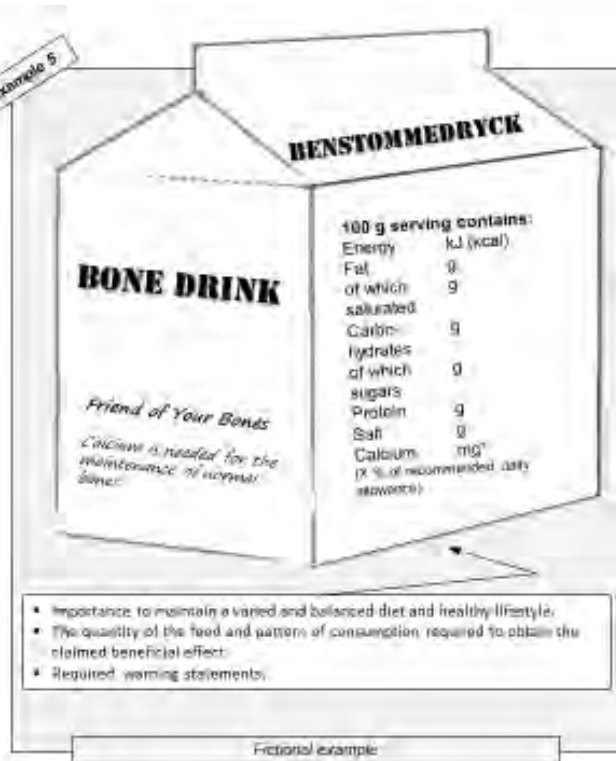 Example 5
BENSTOMMEDRYCK
BONE DRINK
Friend of Your Bones
Calcium is needed for the
maintenance of normal
bones
100 g serving contains:
Energy kJ (kcal)
Fat g
of which g
saturated
Carbo- g
hydrates
of which g
sugars
Protein g
Salt g
Calcium mg*
(X % of recommended daily
allowance)
• Importance to maintain a varied and balanced diet and healthy lifestyle.
• The quantity of the food and pattern of consumption required to obtain the
claimed beneficial effect.
• Required warning statements.
Fictional example